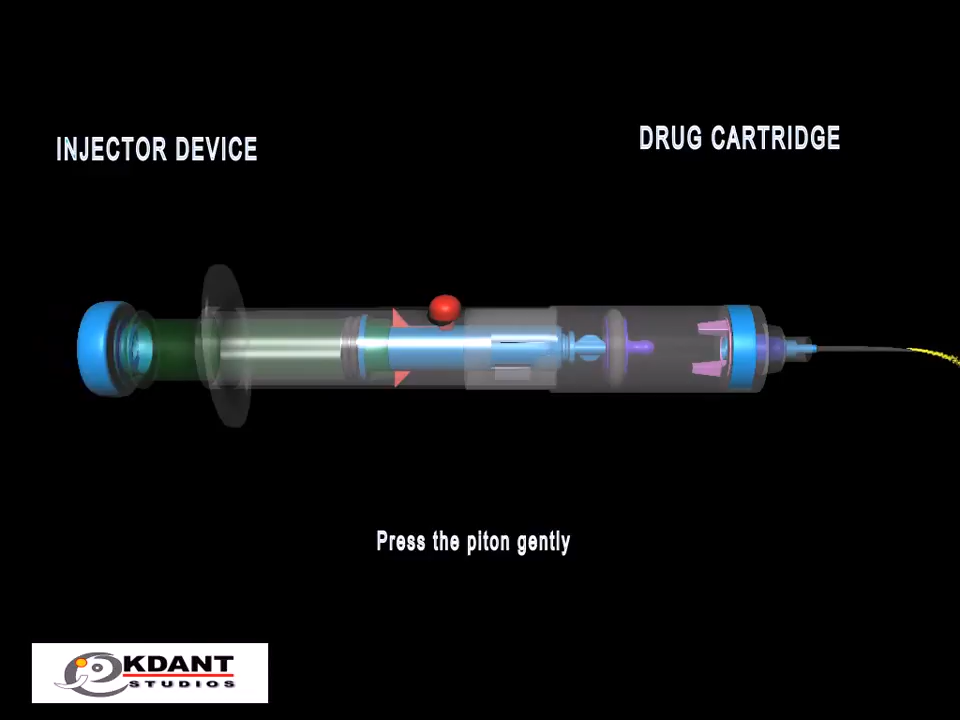 INJECTOR DEVICE
DRUG CARTRIDGE
Press the piton gently
KDANT
STUDIOS